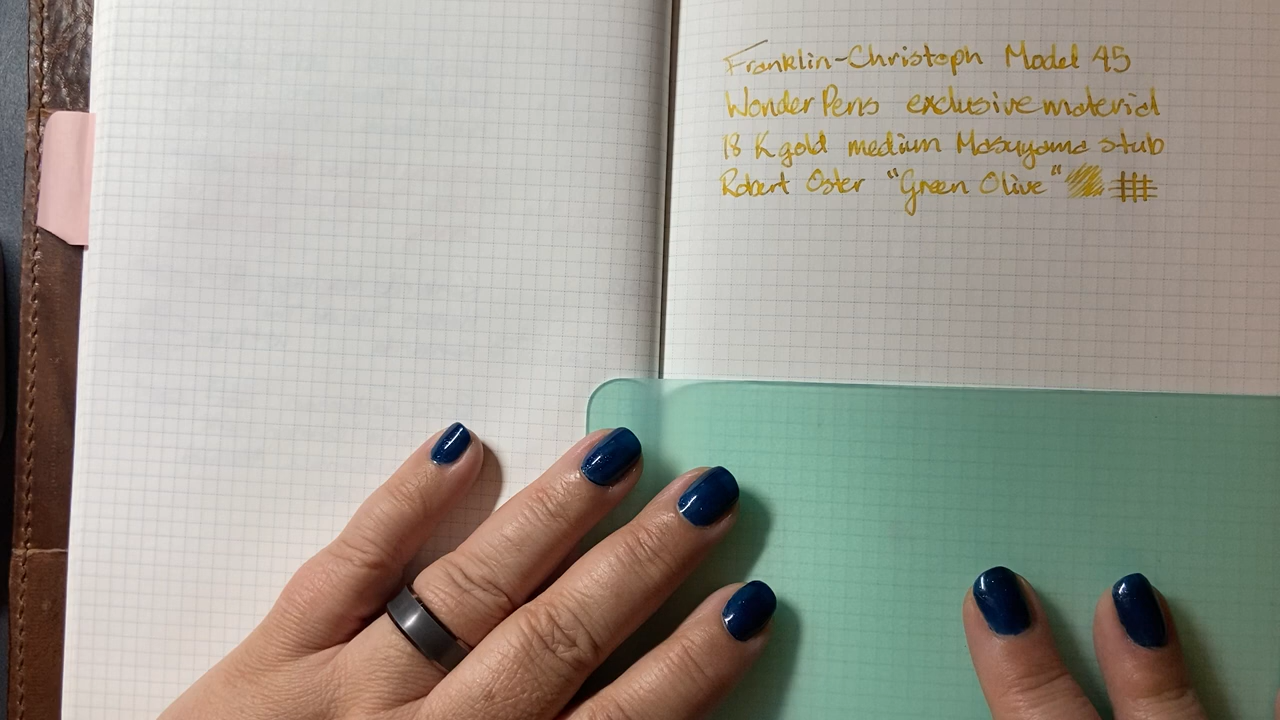 Franklin-Christoph Model 45
Wonder Pens exclusive material
18 K gold medium Masuyama stub
Robert Oster "Green Olive"